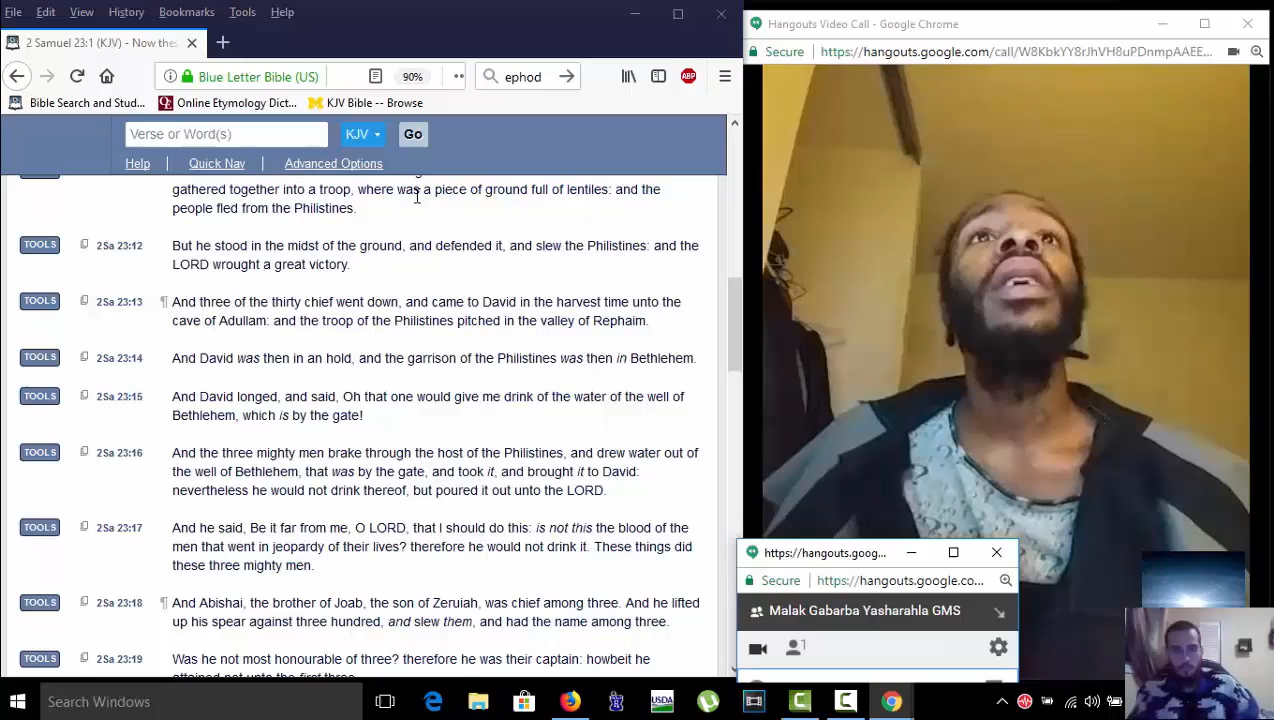 File Edit View History Bookmarks Tools Help
2 Samuel 23:1 (KJV) - Now thes
Blue Letter Bible (US) 90% ephod
Bible Search and Stud... Online Etymology Dict... KJV Bible -- Browse
Verse or Word(s) KJV Go
Help Quick Nav Advanced Options
gathered together into a troop, where was a piece of ground full of lentiles: and the
people fled from the Philistines.
TOOLS 2Sa 23:12 But he stood in the midst of the ground, and defended it, and slew the Philistines: and the
LORD wrought a great victory.
TOOLS 2Sa 23:13 ¶ And three of the thirty chief went down, and came to David in the harvest time unto the
cave of Adullam: and the troop of the Philistines pitched in the valley of Rephaim.
TOOLS 2Sa 23:14 And David was then in an hold, and the garrison of the Philistines was then in Bethlehem.
TOOLS 2Sa 23:15 And David longed, and said, Oh that one would give me drink of the water of the well of
Bethlehem, which is by the gate!
TOOLS 2Sa 23:16 And the three mighty men brake through the host of the Philistines, and drew water out of
the well of Bethlehem, that was by the gate, and took it, and brought it to David:
nevertheless he would not drink thereof, but poured it out unto the LORD.
TOOLS 2Sa 23:17 And he said, Be it far from me, O LORD, that I should do this: is not this the blood of the
men that went in jeopardy of their lives? therefore he would not drink it. These things did
these three mighty men.
TOOLS 2Sa 23:18 ¶ And Abishai, the brother of Joab, the son of Zeruiah, was chief among three. And he lifted
up his spear against three hundred, and slew them, and had the name among three.
TOOLS 2Sa 23:19 Was he not most honourable of three? therefore he was their captain: howbeit he
attained not unto the first three.
Search Windows
USDA
Hangouts Video Call - Google Chrome
Secure https://hangouts.google.com/call/W8KbkYY8rJhVH8uPDnmpAAEE...
https://hangouts.goog...
Secure https://hangouts.google.co...
Malak Gabarba Yasharahla GMS
1